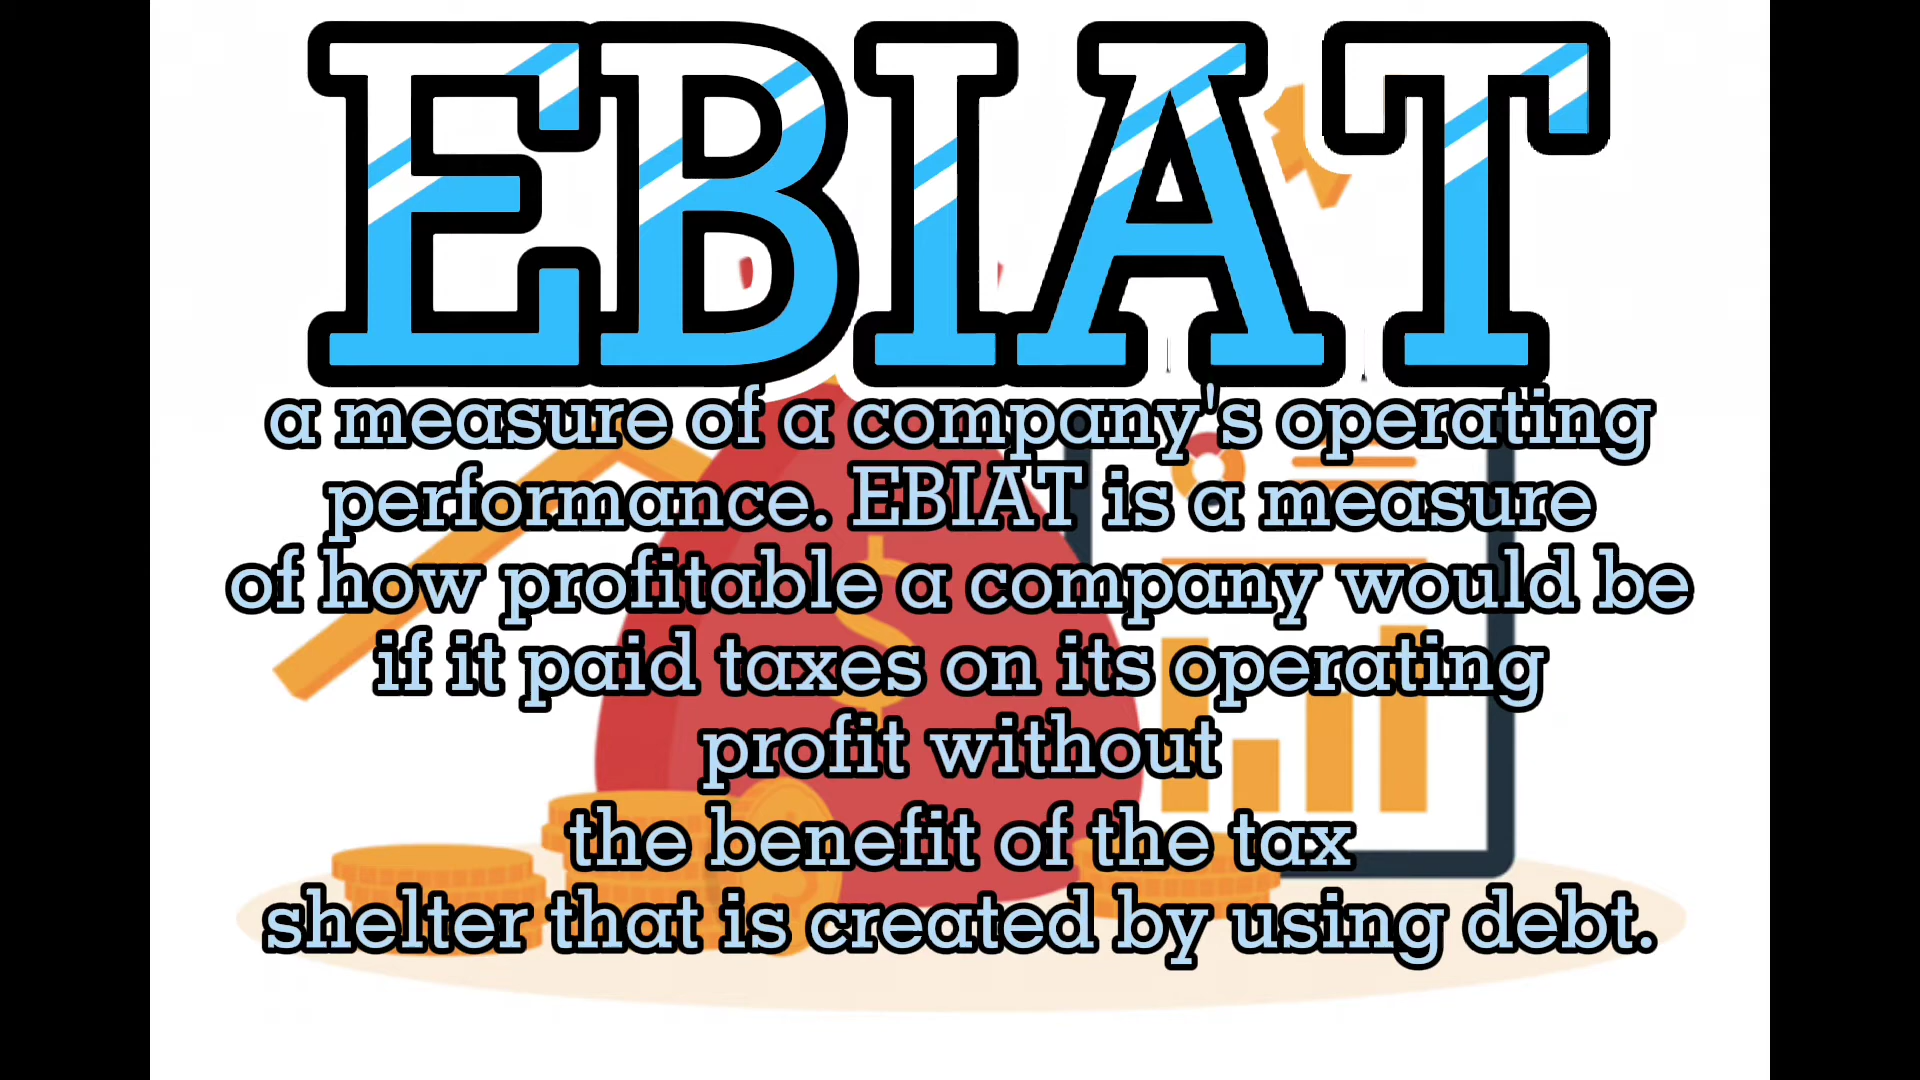 EBIAT
a measure of a company's operating
performance. EBIAT is a measure
of how profitable a company would be
if it paid taxes on its operating
profit without
the benefit of the tax
shelter that is created by using debt.